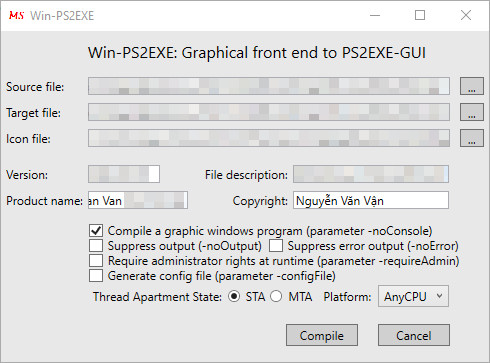 MS Win-PS2EXE
Win-PS2EXE: Graphical front end to PS2EXE-GUI
Source file: ...
Target file: ...
Icon file: ...
Version: File description:
Product name: an Van Copyright: Nguyễn Văn Vận
Compile a graphic windows program (parameter -noConsole)
Suppress output (-noOutput) Suppress error output (-noError)
Require administrator rights at runtime (parameter -requireAdmin)
Generate config file (parameter -configFile)
Thread Apartment State: STA MTA Platform: AnyCPU
Compile Cancel